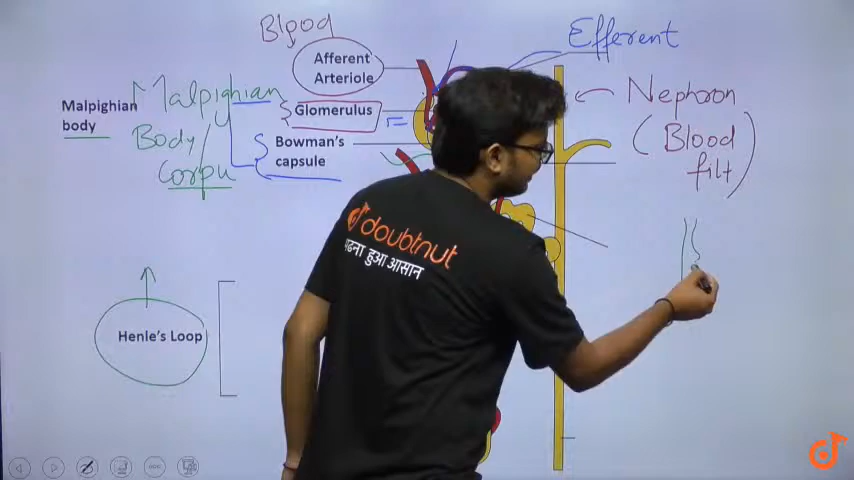 Blood
Efferent
Afferent
Arteriole
Malpighian
Nephron
Malpighian
body
Glomerulus
(Blood
filt)
Body/
Corpu
Bowman's
capsule
doubtnut
पढना हुआ आसान
Henle's Loop